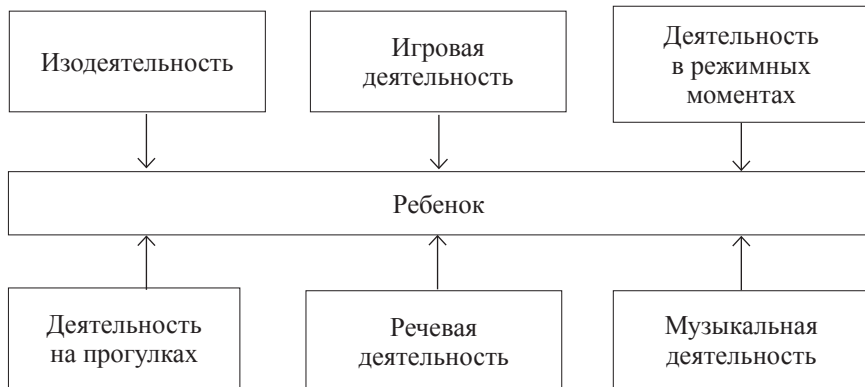 Изодеятельность
Игровая
деятельность
Деятельность
в режимных
моментах
Ребенок
Деятельность
на прогулках
Речевая
деятельность
Музыкальная
деятельность